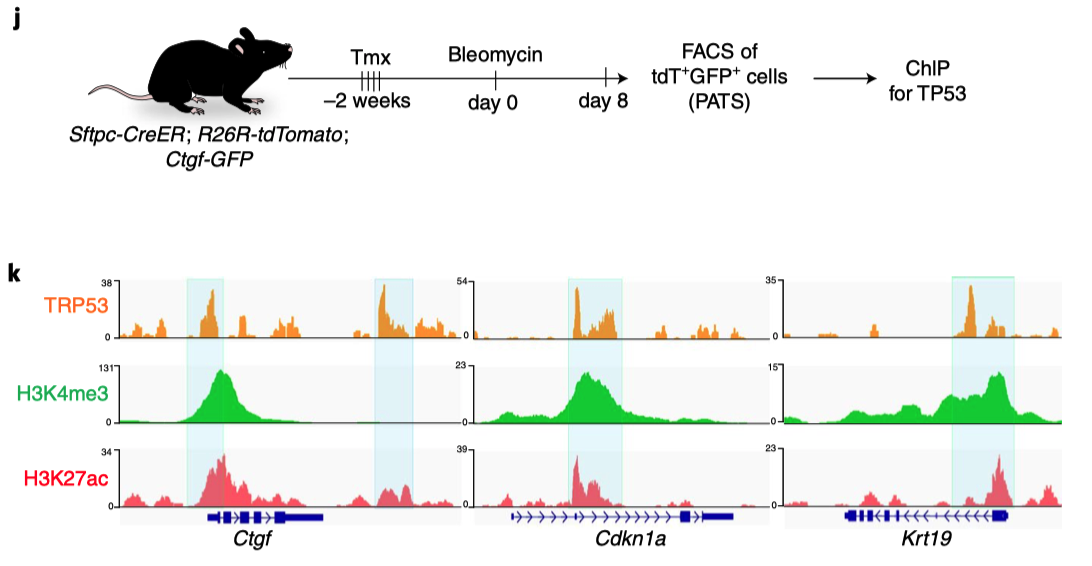 j
Tmx
Bleomycin
–2 weeks
day 0
day 8
FACS of
tdT⁺GFP⁺ cells
(PATS)
ChIP
for TP53
Sftpc-CreER; R26R-tdTomato;
Ctgf-GFP
k
TRP53
38
0
54
0
35
0
H3K4me3
131
0
23
0
15
0
H3K27ac
34
0
39
0
23
0
Ctgf
Cdkn1a
Krt19